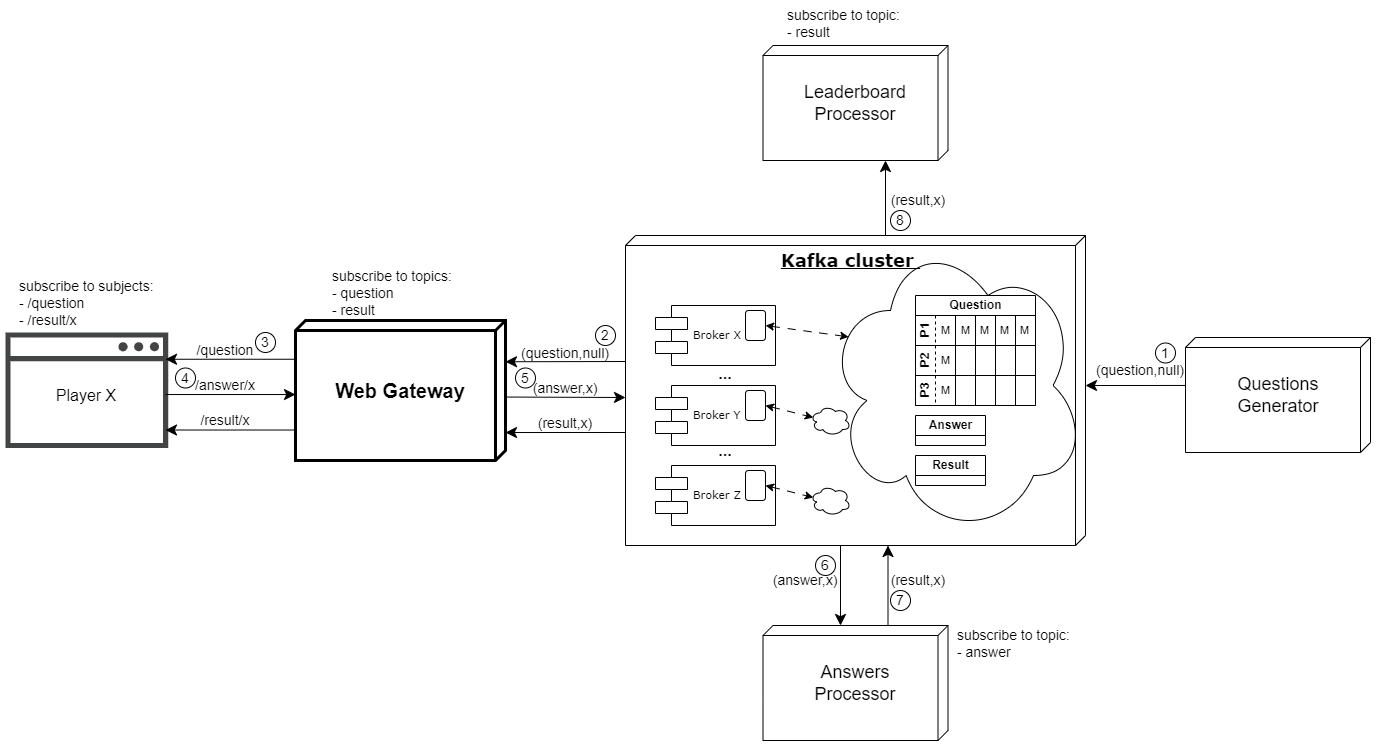 subscribe to topic:
- result
Leaderboard
Processor
(result,x)
8
Kafka cluster
subscribe to subjects:
- /question
- /result/x
Player X
subscribe to topics:
- question
- result
Web Gateway
/question
3
4
/answer/x
/result/x
2
(question,null)
5
(answer,x)
(result,x)
Broker X
...
Broker Y
...
Broker Z
Question
P1 M M M M M
P2 M
P3 M
Answer
Result
1
(question,null)
Questions
Generator
6
(answer,x)
(result,x)
7
subscribe to topic:
- answer
Answers
Processor